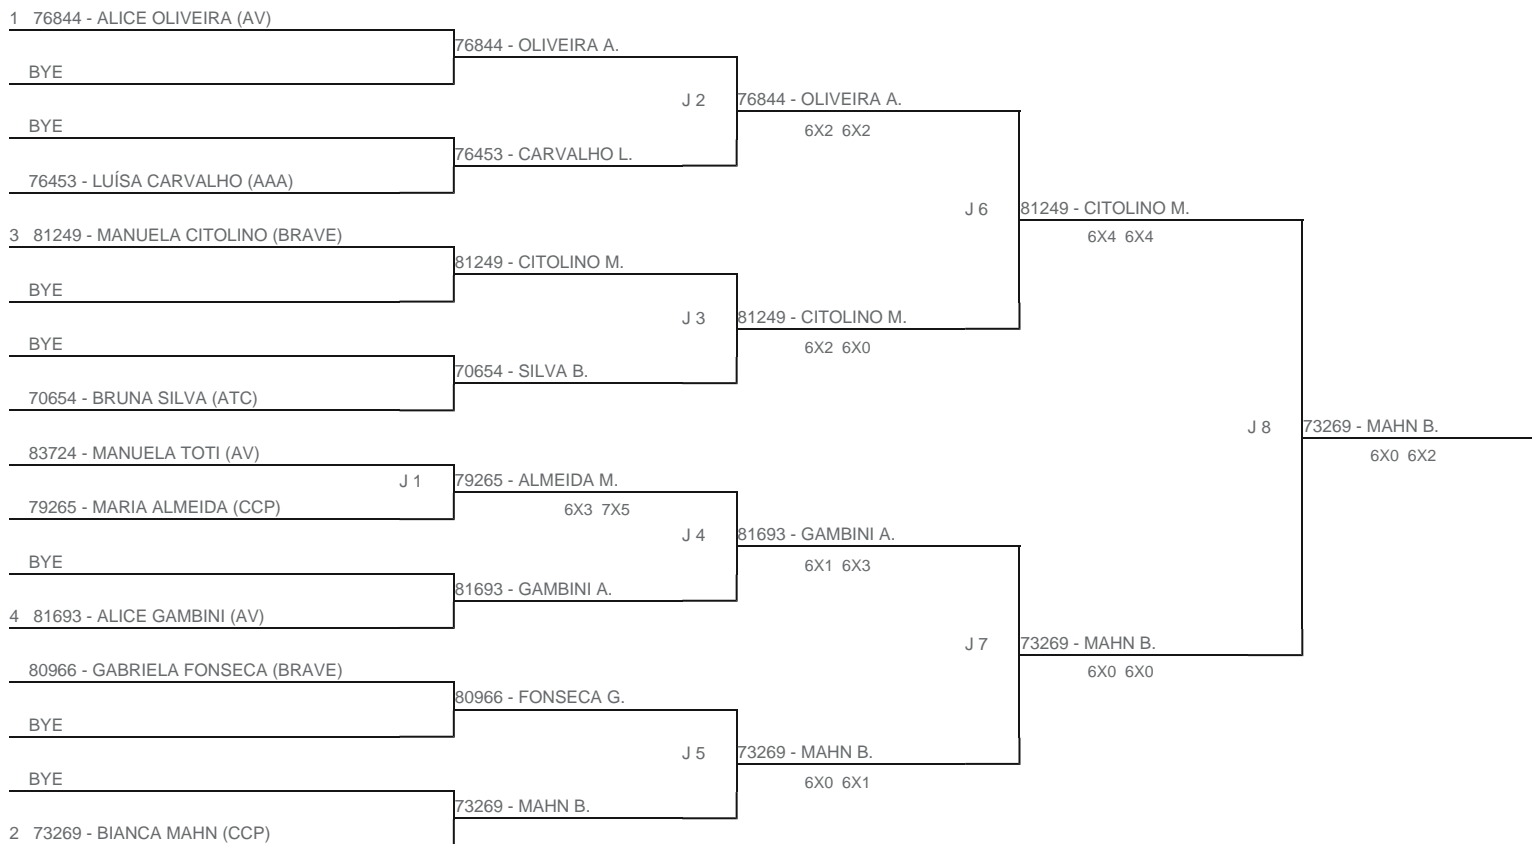 1 76844 - ALICE OLIVEIRA (AV)
76844 - OLIVEIRA A.
BYE
J 2
76844 - OLIVEIRA A.
BYE
6X2 6X2
76453 - CARVALHO L.
76453 - LUÍSA CARVALHO (AAA)
J 6
81249 - CITOLINO M.
3 81249 - MANUELA CITOLINO (BRAVE)
6X4 6X4
81249 - CITOLINO M.
BYE
J 3
81249 - CITOLINO M.
BYE
6X2 6X0
70654 - SILVA B.
70654 - BRUNA SILVA (ATC)
J 8
73269 - MAHN B.
83724 - MANUELA TOTI (AV)
6X0 6X2
J 1
79265 - ALMEIDA M.
79265 - MARIA ALMEIDA (CCP)
6X3 7X5
J 4
81693 - GAMBINI A.
BYE
6X1 6X3
81693 - GAMBINI A.
4 81693 - ALICE GAMBINI (AV)
J 7
73269 - MAHN B.
80966 - GABRIELA FONSECA (BRAVE)
6X0 6X0
80966 - FONSECA G.
BYE
J 5
73269 - MAHN B.
BYE
6X0 6X1
73269 - MAHN B.
2 73269 - BIANCA MAHN (CCP)